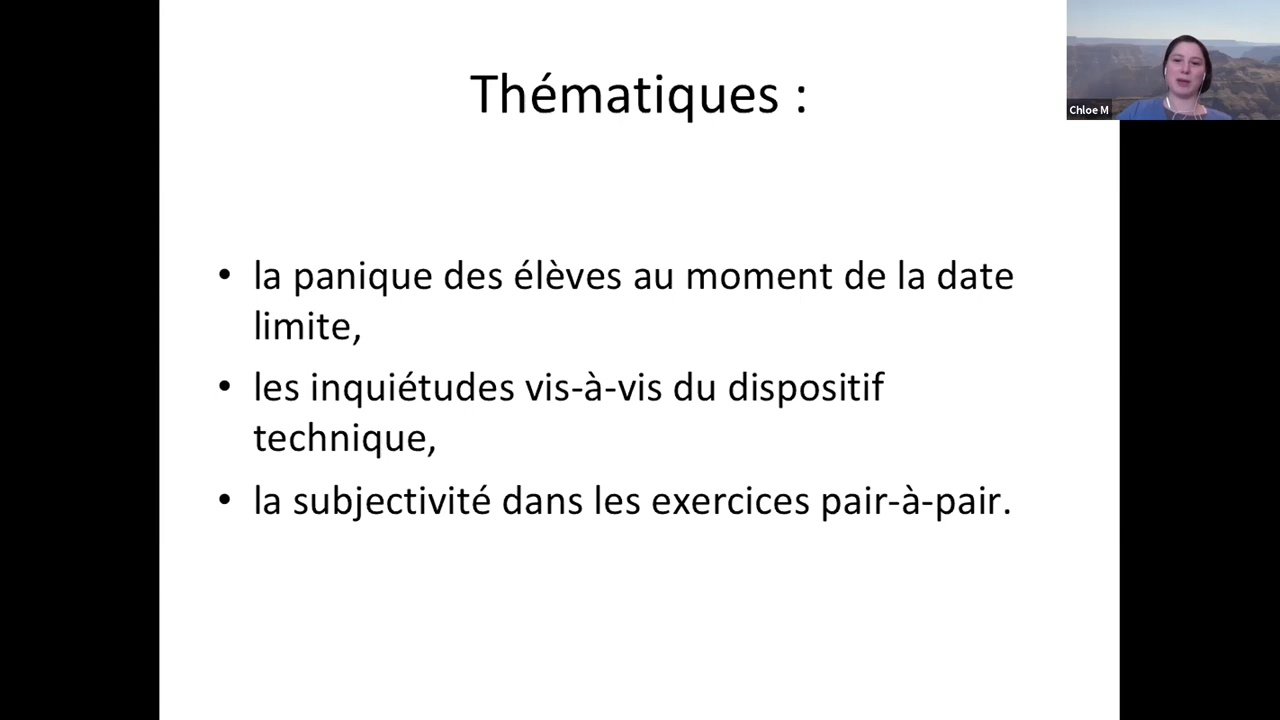 Thématiques :
Chloe M
• la panique des élèves au moment de la date
limite,
• les inquiétudes vis-à-vis du dispositif
technique,
• la subjectivité dans les exercices pair-à-pair.